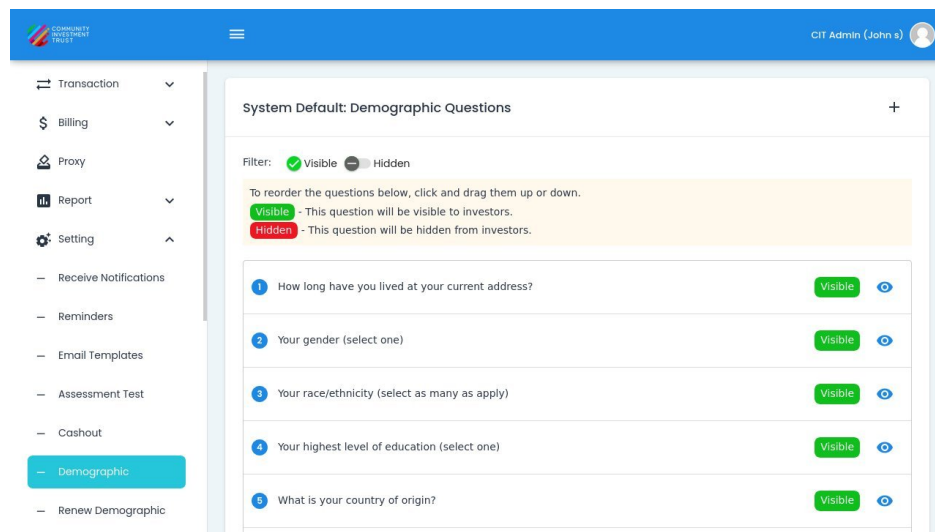 COMMUNITY
INVESTMENT
TRUST
CIT Admin (John s)
Transaction
Billing
Proxy
Report
Setting
Receive Notifications
Reminders
Email Templates
Assessment Test
Cashout
Demographic
Renew Demographic
System Default: Demographic Questions
Filter: Visible Hidden
To reorder the questions below, click and drag them up or down.
Visible - This question will be visible to investors.
Hidden - This question will be hidden from investors.
1 How long have you lived at your current address? Visible
2 Your gender (select one) Visible
3 Your race/ethnicity (select as many as apply) Visible
4 Your highest level of education (select one) Visible
5 What is your country of origin? Visible